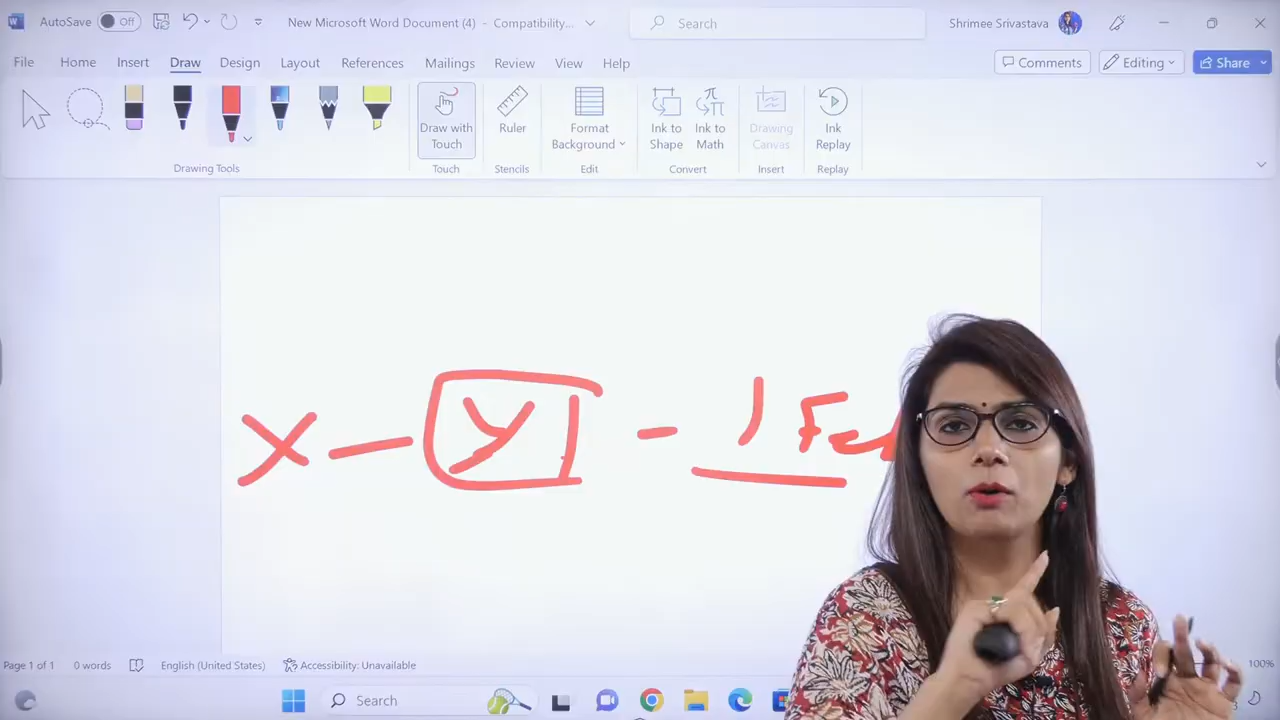 AutoSave Off New Microsoft Word Document (4) - Compatibility... Search Shrimee Srivastava
File Home Insert Draw Design Layout References Mailings Review View Help Comments Editing Share
Draw with Touch
Ruler
Format Background
Ink to Shape
Ink to Math
Drawing Canvas
Ink Replay
Drawing Tools Touch Stencils Edit Convert Insert Replay
X - y - 1
Page 1 of 1 0 words English (United States) Accessibility: Unavailable 100%
Search